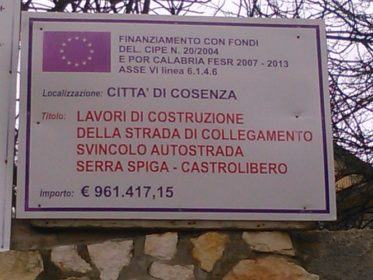 FINANZIAMENTO CON FONDI
DEL. CIPE N. 20/2004
E POR CALABRIA FESR 2007 - 2013
ASSE VI linea 6.1.4.6
Localizzazione: CITTA' DI COSENZA
Titolo: LAVORI DI COSTRUZIONE
DELLA STRADA DI COLLEGAMENTO
SVINCOLO AUTOSTRADA
SERRA SPIGA - CASTROLIBERO
Importo: € 961.417,15